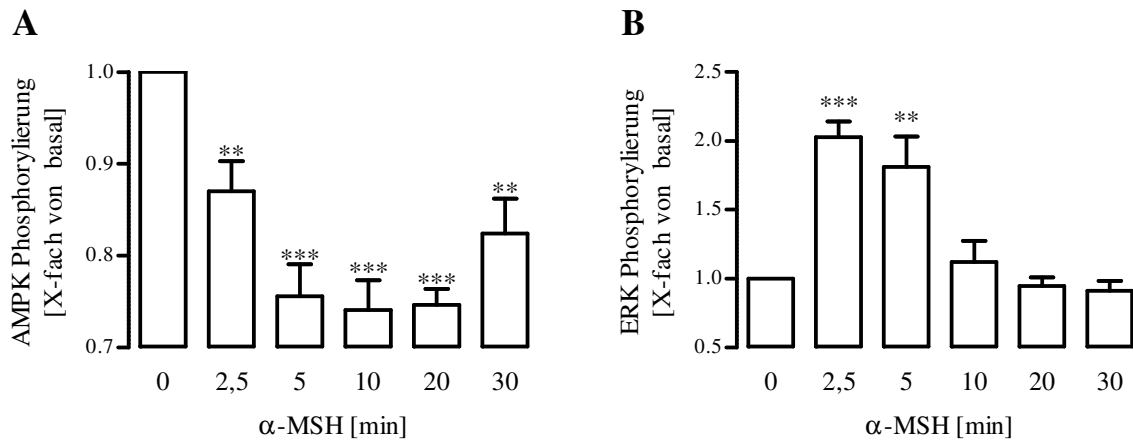 A
AMPK Phosphorylierung
[X-fach von basal]
1.0
0.9
0.8
0.7
**
***
***
***
**
0 2,5 5 10 20 30
α-MSH [min]
B
ERK Phosphorylierung
[X-fach von basal]
2.5
2.0
1.5
1.0
0.5
***
**
0 2,5 5 10 20 30
α-MSH [min]